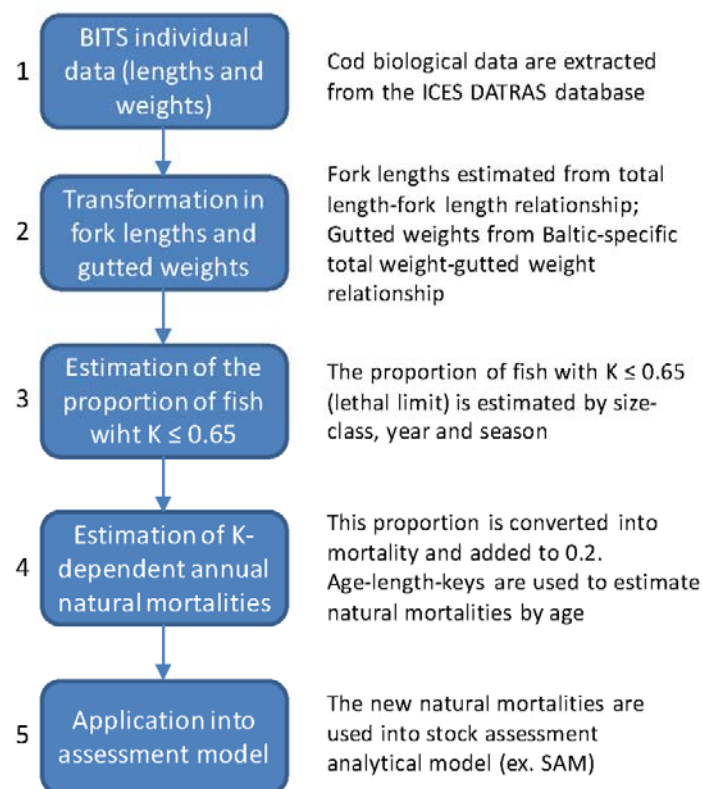 1
BITS individual
data (lengths and
weights)
Cod biological data are extracted
from the ICES DATRAS database
2
Transformation in
fork lengths and
gutted weights
Fork lengths estimated from total
length-fork length relationship;
Gutted weights from Baltic-specific
total weight-gutted weight
relationship
3
Estimation of the
proportion of fish
wiht K ≤ 0.65
The proportion of fish with K ≤ 0.65
(lethal limit) is estimated by size-
class, year and season
4
Estimation of K-
dependent annual
natural mortalities
This proportion is converted into
mortality and added to 0.2.
Age-length-keys are used to estimate
natural mortalities by age
5
Application into
assessment model
The new natural mortalities are
used into stock assessment
analytical model (ex. SAM)